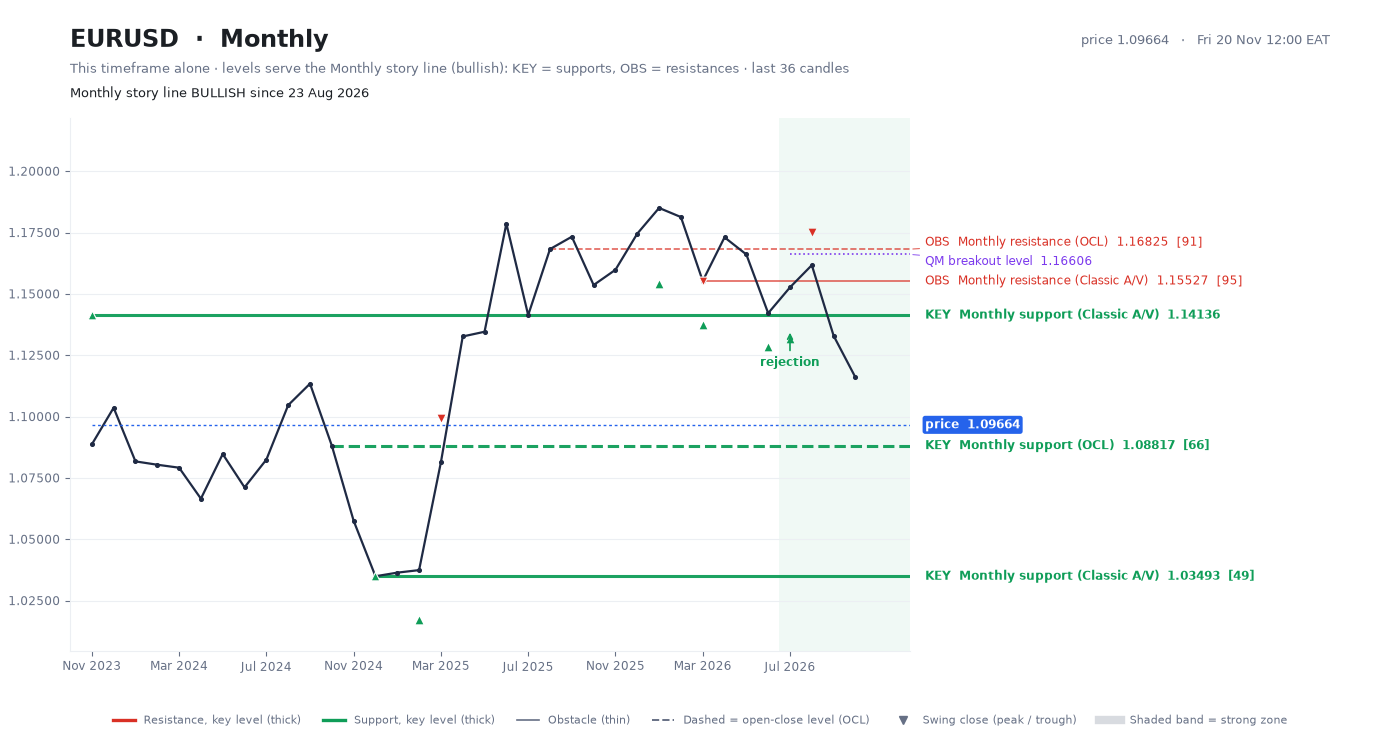 EURUSD · Monthly
price 1.09664 · Fri 20 Nov 12:00 EAT
This timeframe alone · levels serve the Monthly story line (bullish): KEY = supports, OBS = resistances · last 36 candles
Monthly story line BULLISH since 23 Aug 2026
1.20000
1.17500
1.15000
1.12500
1.10000
1.07500
1.05000
1.02500
OBS Monthly resistance (OCL) 1.16825 [91]
QM breakout level 1.16606
OBS Monthly resistance (Classic A/V) 1.15527 [95]
KEY Monthly support (Classic A/V) 1.14136
rejection
price 1.09664
KEY Monthly support (OCL) 1.08817 [66]
KEY Monthly support (Classic A/V) 1.03493 [49]
Nov 2023 Mar 2024 Jul 2024 Nov 2024 Mar 2025 Jul 2025 Nov 2025 Mar 2026 Jul 2026
Resistance, key level (thick) Support, key level (thick) Obstacle (thin) Dashed = open-close level (OCL) Swing close (peak / trough) Shaded band = strong zone